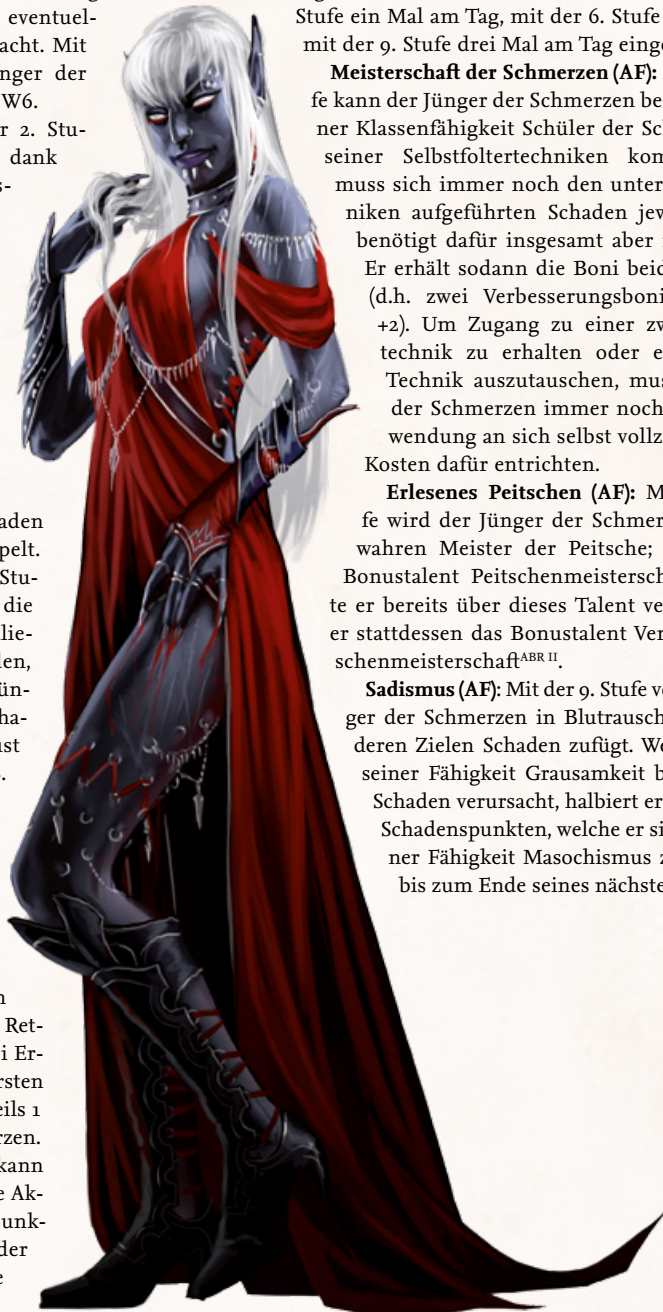 eventuel-
acht. Mit
nger der
W6.
r 2. Stu-
dank
s-
aden
pelt.
Stu-
die
lie-
len,
ün-
ha-
ust
n
Ret-
i Er-
rsten
eils 1
rzen.
kann
e Ak-
unk-
der
e
Stufe ein Mal am Tag, mit der 6. Stufe
mit der 9. Stufe drei Mal am Tag einge
Meisterschaft der Schmerzen (AF):
fe kann der Jünger der Schmerzen be
ner Klassenfähigkeit Schüler der Sch
seiner Selbstfoltertechniken kom
muss sich immer noch den unter
niken aufgeführten Schaden jew
benötigt dafür insgesamt aber
Er erhält sodann die Boni beid
(d.h. zwei Verbesserungsboni
+2). Um Zugang zu einer zw
technik zu erhalten oder e
Technik auszutauschen, mus
der Schmerzen immer noch
wendung an sich selbst vollz
Kosten dafür entrichten.
Erlesenes Peitschen (AF): M
fe wird der Jünger der Schmer
wahren Meister der Peitsche;
Bonustalent Peitschenmeistersch
te er bereits über dieses Talent ve
er stattdessen das Bonustalent Ver
schenmeisterschaft ABR II.
Sadismus (AF): Mit der 9. Stufe ve
ger der Schmerzen in Blutrausch
deren Zielen Schaden zufügt. We
seiner Fähigkeit Grausamkeit b
Schaden verursacht, halbiert er
Schadenspunkten, welche er si
ner Fähigkeit Masochismus z
bis zum Ende seines nächste